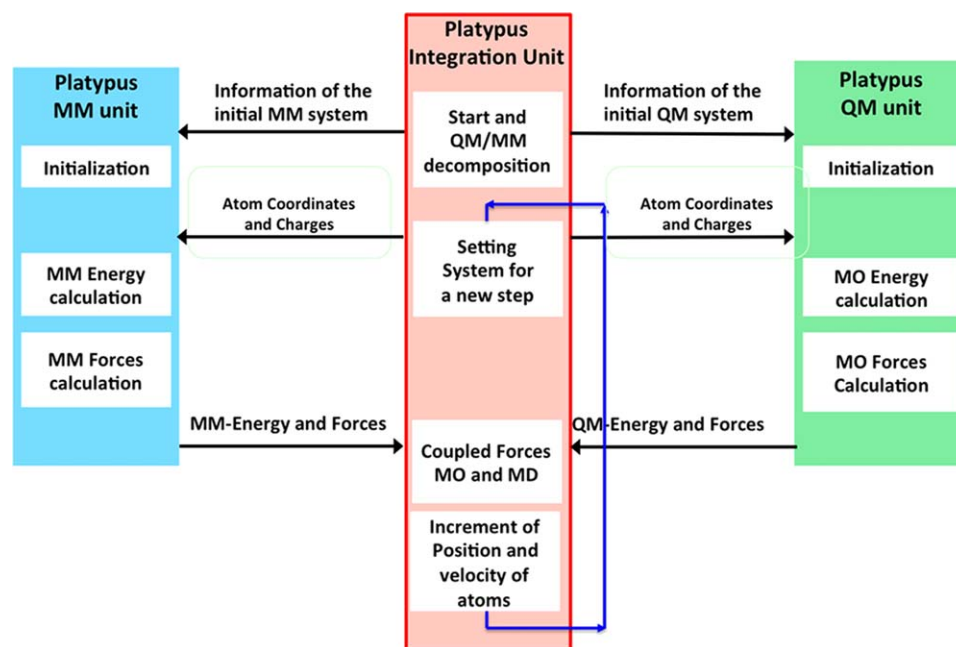 Platypus
MM unit
Initialization
MM Energy
calculation
MM Forces
calculation
Information of the
initial MM system
Atom Coordinates
and Charges
MM-Energy and Forces
Platypus
Integration Unit
Start and
QM/MM
decomposition
Setting
System for
a new step
Coupled Forces
MO and MD
Increment of
Position and
velocity of
atoms
Information of the
initial QM system
Atom Coordinates
and Charges
QM-Energy and Forces
Platypus
QM unit
Initialization
MO Energy
calculation
MO Forces
Calculation